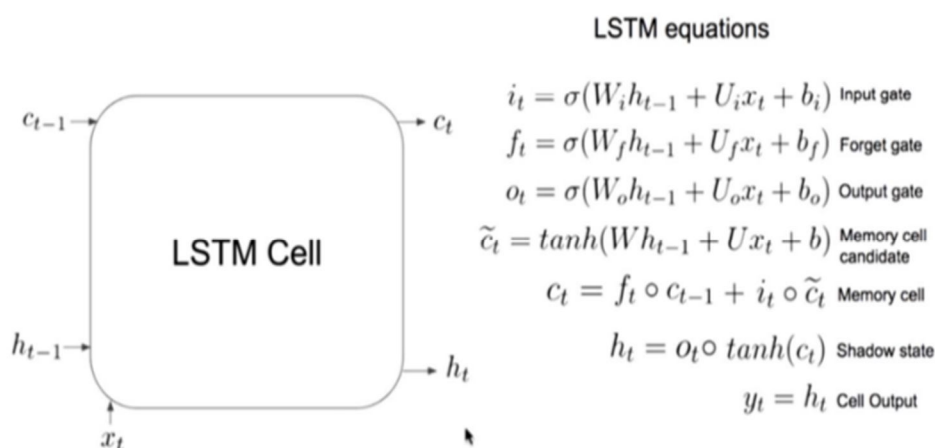 LSTM equations
i_t = σ(W_i h_{t−1} + U_i x_t + b_i) Input gate
c_{t−1}
c_t
f_t = σ(W_f h_{t−1} + U_f x_t + b_f) Forget gate
o_t = σ(W_o h_{t−1} + U_o x_t + b_o) Output gate
c̃_t = tanh(W h_{t−1} + U x_t + b) Memory cell
candidate
LSTM Cell
c_t = f_t ∘ c_{t−1} + i_t ∘ c̃_t Memory cell
h_{t−1}
h_t = o_t ∘ tanh(c_t) Shadow state
h_t
y_t = h_t Cell Output
x_t